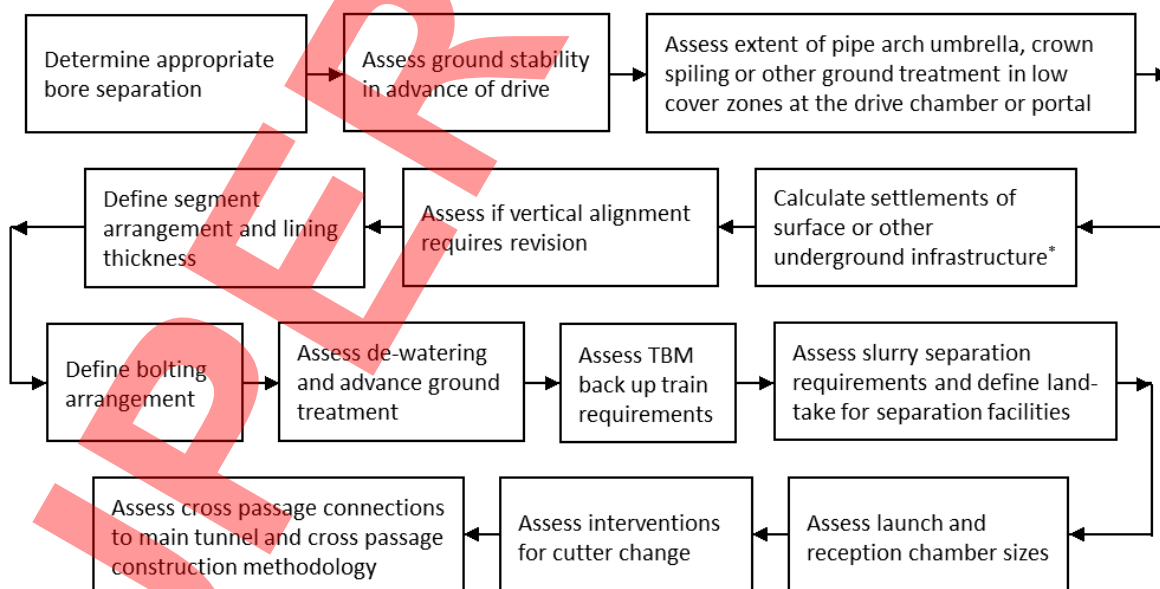 Determine appropriate
bore separation
Assess ground stability
in advance of drive
Assess extent of pipe arch umbrella, crown
spiling or other ground treatment in low
cover zones at the drive chamber or portal
Calculate settlements of
surface or other
underground infrastructure*
Assess if vertical alignment
requires revision
Define segment
arrangement and lining
thickness
Define bolting
arrangement
Assess de-watering
and advance ground
treatment
Assess TBM
back up train
requirements
Assess slurry separation
requirements and define land-
take for separation facilities
Assess launch and
reception chamber sizes
Assess interventions
for cutter change
Assess cross passage connections
to main tunnel and cross passage
construction methodology
UPER